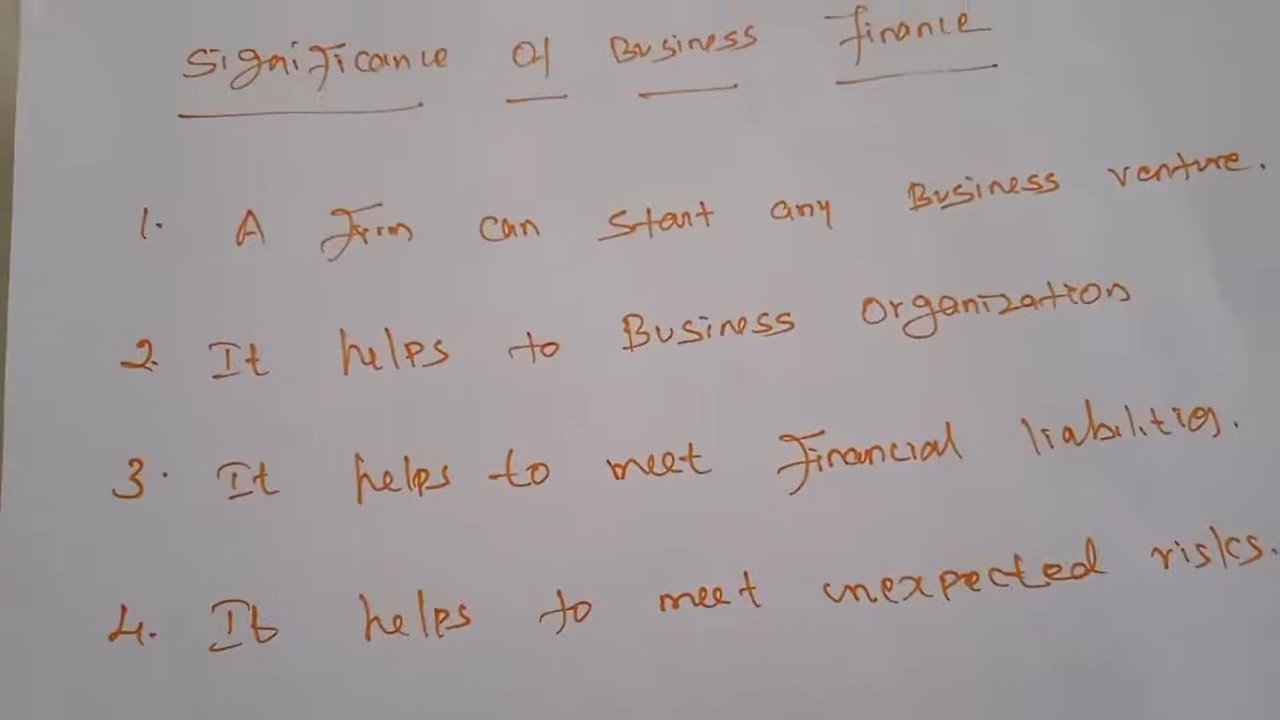 Significance Of Business Finance
1. A Firm can Start any Business venture.
2. It helps to Business Organization
3. It helps to meet Financial liabilities.
4. It helps to meet unexpected risks.